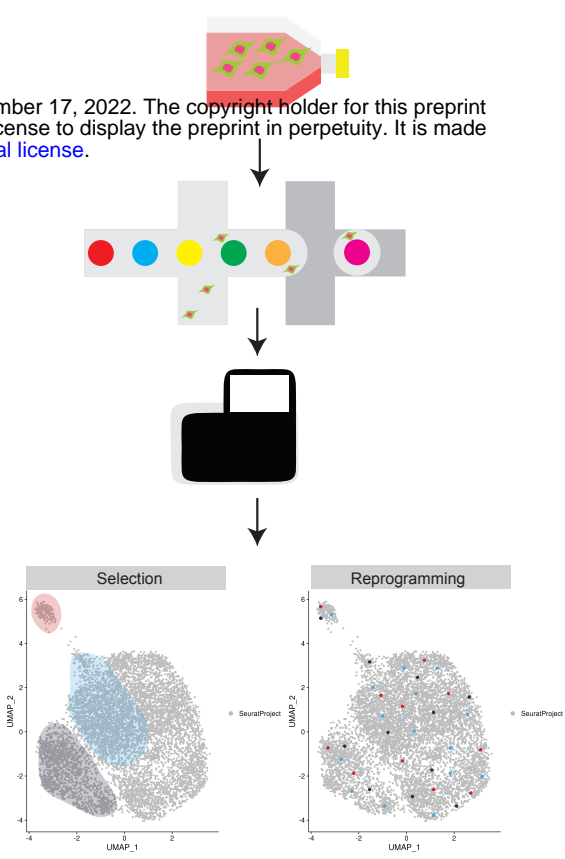 mber 17, 2022. The copyright holder for this preprint
cense to display the preprint in perpetuity. It is made
al license.
Selection
Reprogramming
6
4
2
0
-2
-4
UMAP_2
-4
-2
0
2
UMAP_1
SeuratProject
6
4
2
0
-2
-4
UMAP_2
-4
-2
0
2
UMAP_1
SeuratProject